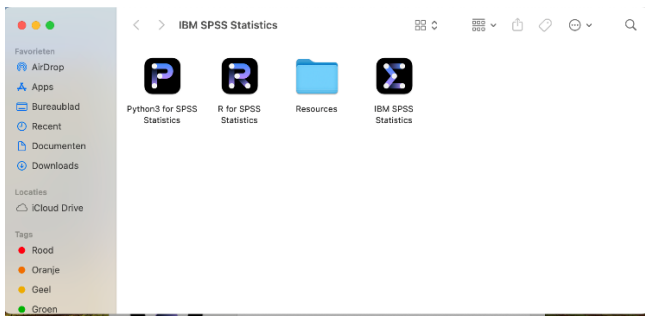 IBM SPSS Statistics
Favorieten
AirDrop
Apps
Bureaublad
Recent
Documenten
Downloads
Locaties
iCloud Drive
Tags
Rood
Oranje
Geel
Groen
Python3 for SPSS
Statistics
R for SPSS
Statistics
Resources
IBM SPSS
Statistics